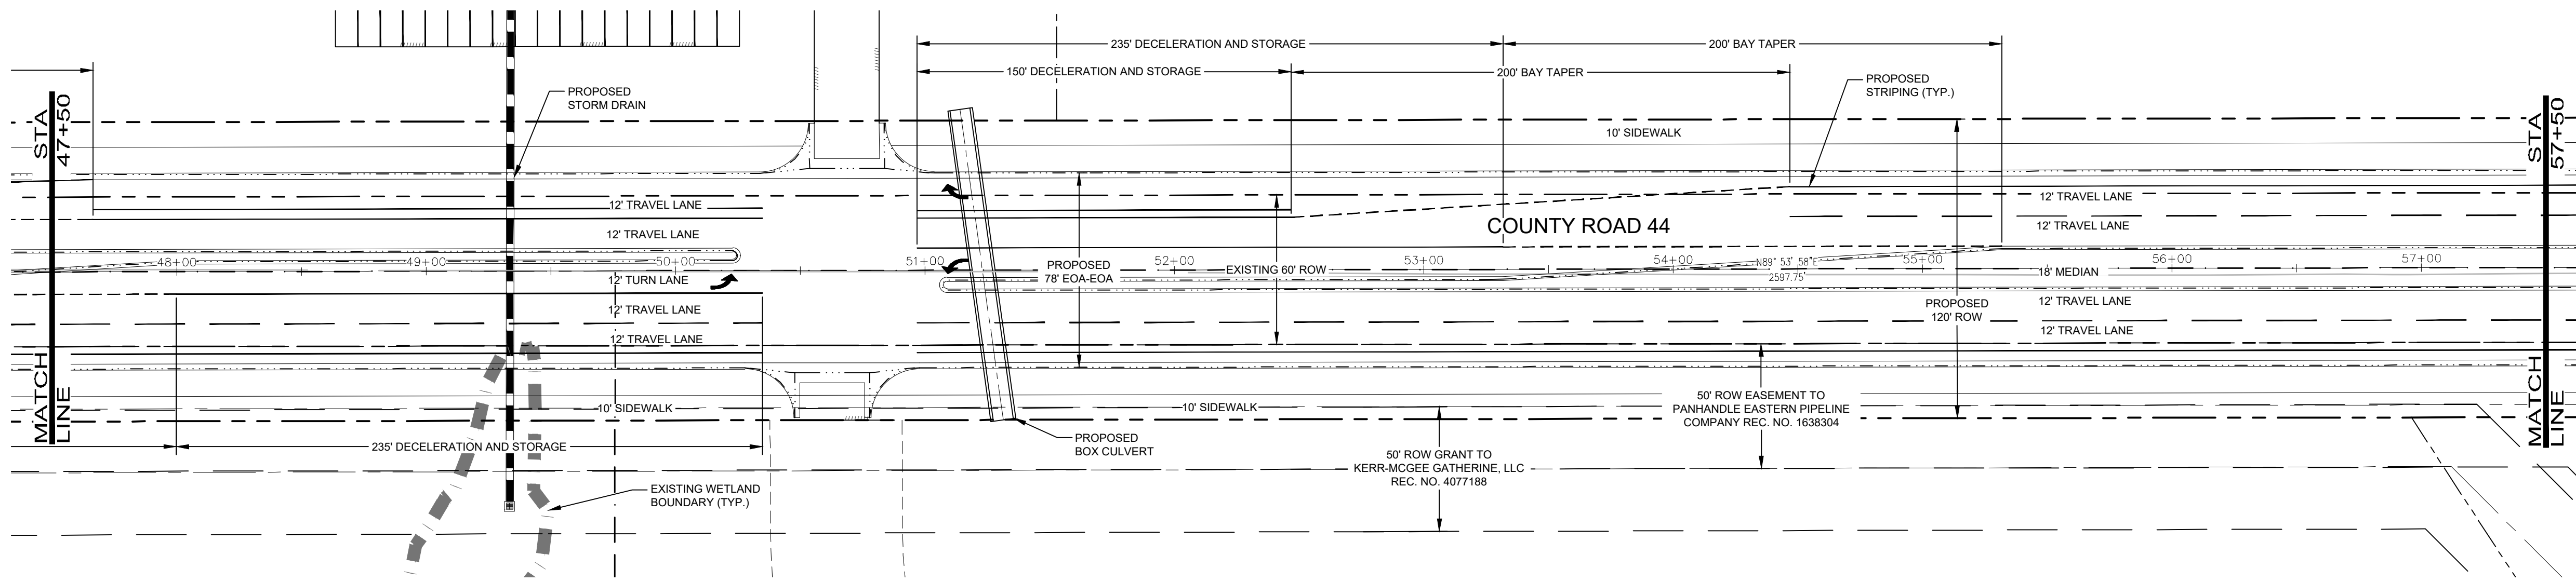 235' DECELERATION AND STORAGE
200' BAY TAPER
150' DECELERATION AND STORAGE
200' BAY TAPER
PROPOSED
STRIPING (TYP.)
PROPOSED
STORM DRAIN
STA
47+50
STA
57+50
10' SIDEWALK
12' TRAVEL LANE
12' TRAVEL LANE
12' TRAVEL LANE
12' TRAVEL LANE
COUNTY ROAD 44
48+00
49+00
50+00
51+00
52+00
53+00
54+00
55+00
56+00
57+00
N89° 53' 58"E
2597.75'
PROPOSED
78' EOA-EOA
EXISTING 60' ROW
18' MEDIAN
12' TURN LANE
12' TRAVEL LANE
12' TRAVEL LANE
PROPOSED
120' ROW
12' TRAVEL LANE
12' TRAVEL LANE
MATCH
LINE
MATCH
LINE
10' SIDEWALK
10' SIDEWALK
50' ROW EASEMENT TO
PANHANDLE EASTERN PIPELINE
COMPANY REC. NO. 1638304
235' DECELERATION AND STORAGE
PROPOSED
BOX CULVERT
50' ROW GRANT TO
KERR-MCGEE GATHERINE, LLC
REC. NO. 4077188
EXISTING WETLAND
BOUNDARY (TYP.)